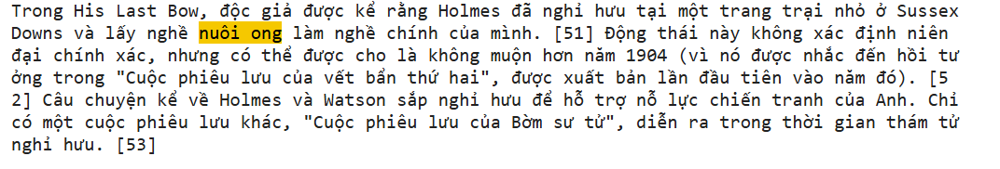 Trong His Last Bow, độc giả được kể rằng Holmes đã nghỉ hưu tại một trang trại nhỏ ở Sussex
Downs và lấy nghề nuôi ong làm nghề chính của mình. [51] Động thái này không xác định niên
đại chính xác, nhưng có thể được cho là không muộn hơn năm 1904 (vì nó được nhắc đến hồi tư
ởng trong "Cuộc phiêu lưu của vết bẩn thứ hai", được xuất bản lần đầu tiên vào năm đó). [5
2] Câu chuyện kể về Holmes và Watson sắp nghỉ hưu để hỗ trợ nỗ lực chiến tranh của Anh. Chỉ
có một cuộc phiêu lưu khác, "Cuộc phiêu lưu của Bờm sư tử", diễn ra trong thời gian thám tử
nghỉ hưu. [53]